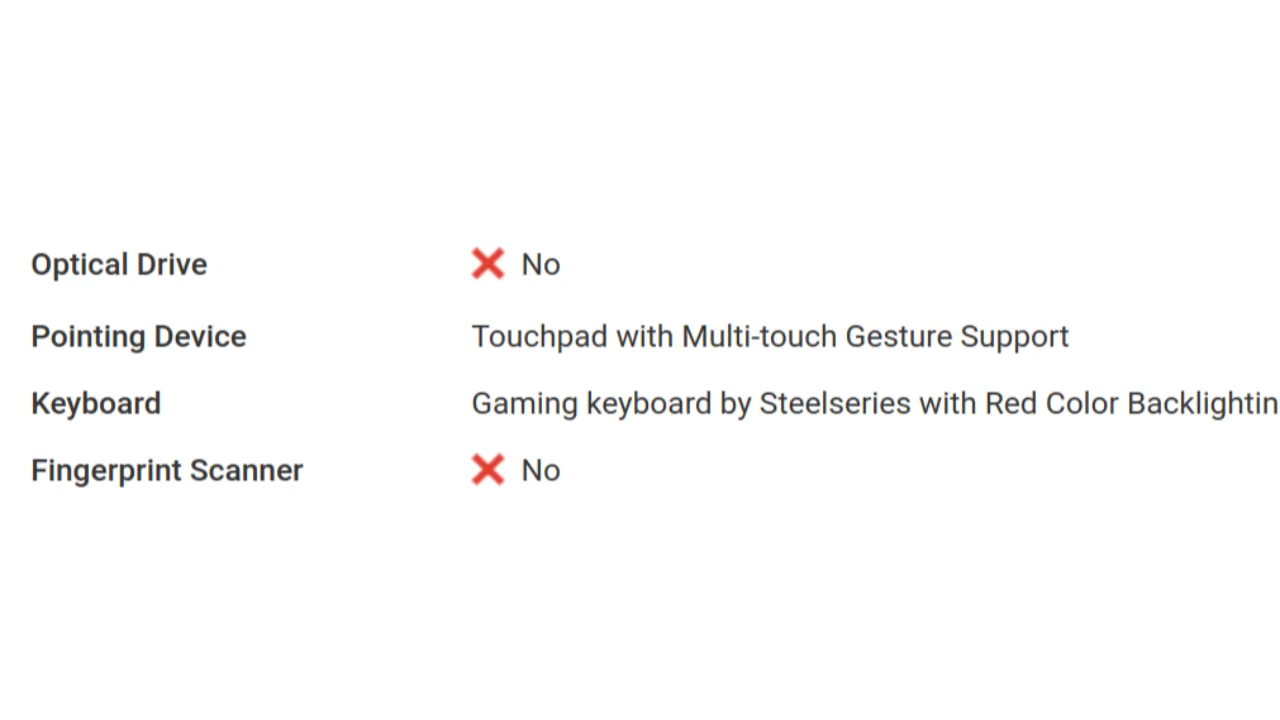 Optical Drive ❌ No
Pointing Device Touchpad with Multi-touch Gesture Support
Keyboard Gaming keyboard by Steelseries with Red Color Backlightin
Fingerprint Scanner ❌ No